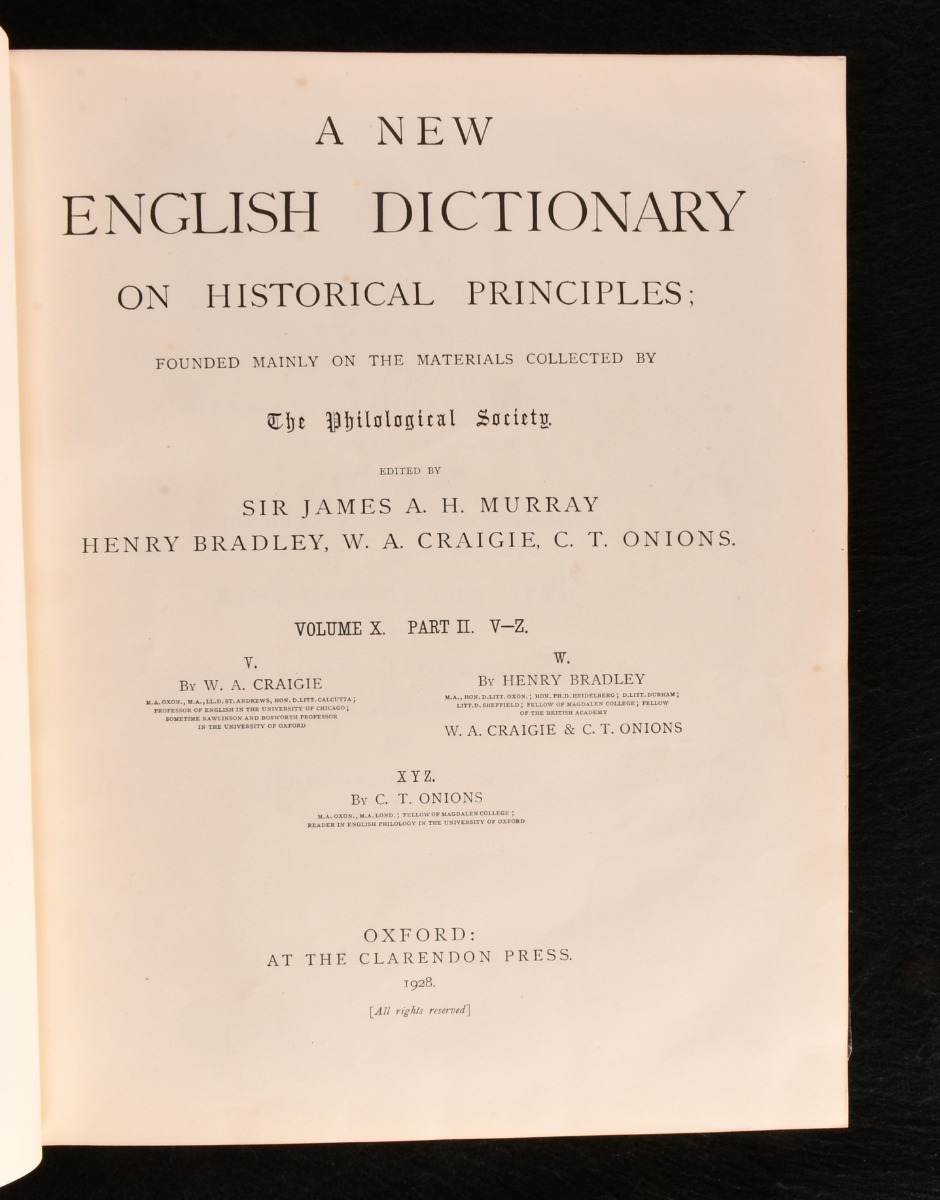 A NEW
ENGLISH DICTIONARY
ON HISTORICAL PRINCIPLES;
FOUNDED MAINLY ON THE MATERIALS COLLECTED BY
The Philological Society.
EDITED BY
SIR JAMES A. H. MURRAY
HENRY BRADLEY, W. A. CRAIGIE, C. T. ONIONS.
VOLUME X. PART II. V—Z.
V.
BY W. A. CRAIGIE
M.A. OXON., M.A., LL.D. ST. ANDREWS, HON. D.LITT. CALCUTTA;
PROFESSOR OF ENGLISH IN THE UNIVERSITY OF CHICAGO;
SOMETIME RAWLINSON AND BOSWORTH PROFESSOR
IN THE UNIVERSITY OF OXFORD
W.
BY HENRY BRADLEY
M.A., HON. D.LITT. OXON.; HON. PH.D. HEIDELBERG; D.LITT. DURHAM;
LITT.D. SHEFFIELD; FELLOW OF MAGDALEN COLLEGE; FELLOW
OF THE BRITISH ACADEMY
W. A. CRAIGIE & C. T. ONIONS
XYZ.
BY C. T. ONIONS
M.A. OXON., M.A. LOND.; FELLOW OF MAGDALEN COLLEGE;
READER IN ENGLISH PHILOLOGY IN THE UNIVERSITY OF OXFORD
OXFORD:
AT THE CLARENDON PRESS.
1928.
[All rights reserved]